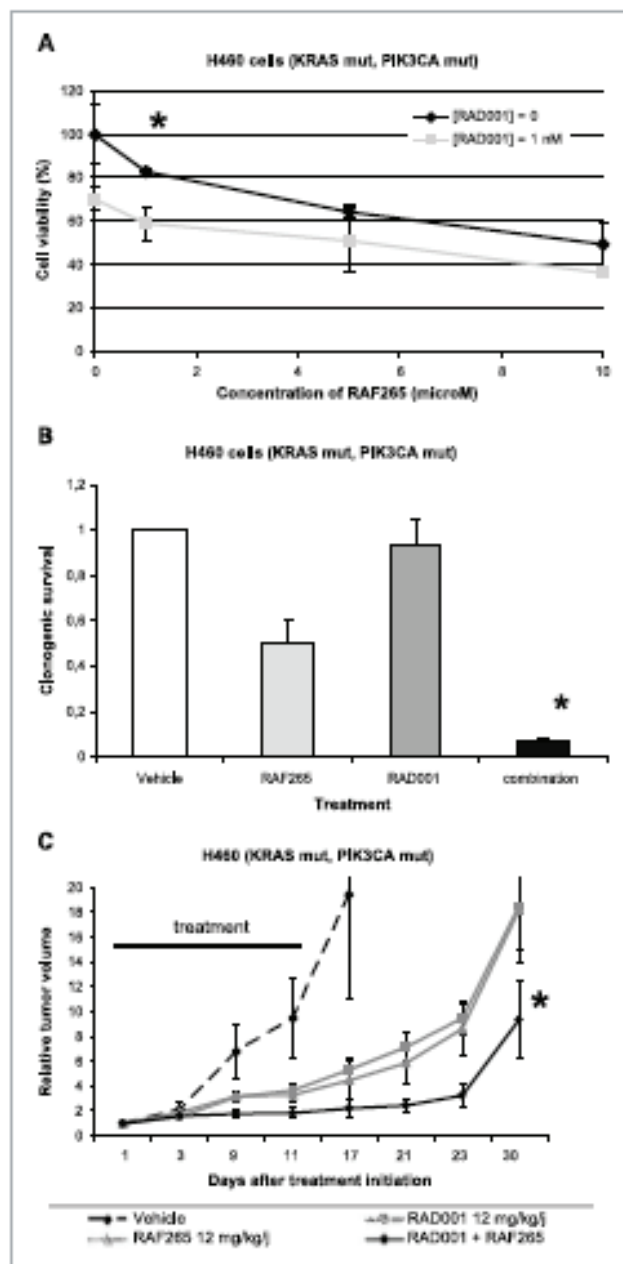 A
H460 cells (KRAS mut, PIK3CA mut)
120
100
80
60
40
20
0
Cell viability (%)
[RAD001] = 0
[RAD001] = 1 nM
*
0 2 4 6 8 10
Concentration of RAF265 (microM)
B
H460 cells (KRAS mut, PIK3CA mut)
1,2
1
0,8
0,6
0,4
0,2
0
Clonogenic survival
*
Vehicle RAF265 RAD001 combination
Treatment
C
H460 (KRAS mut, PIK3CA mut)
20
18
16
14
12
10
8
6
4
2
0
Relative tumor volume
treatment
*
1 3 9 11 17 21 23 30
Days after treatment initiation
Vehicle RAD001 12 mg/kg/j
RAF265 12 mg/kg/j RAD001 + RAF265